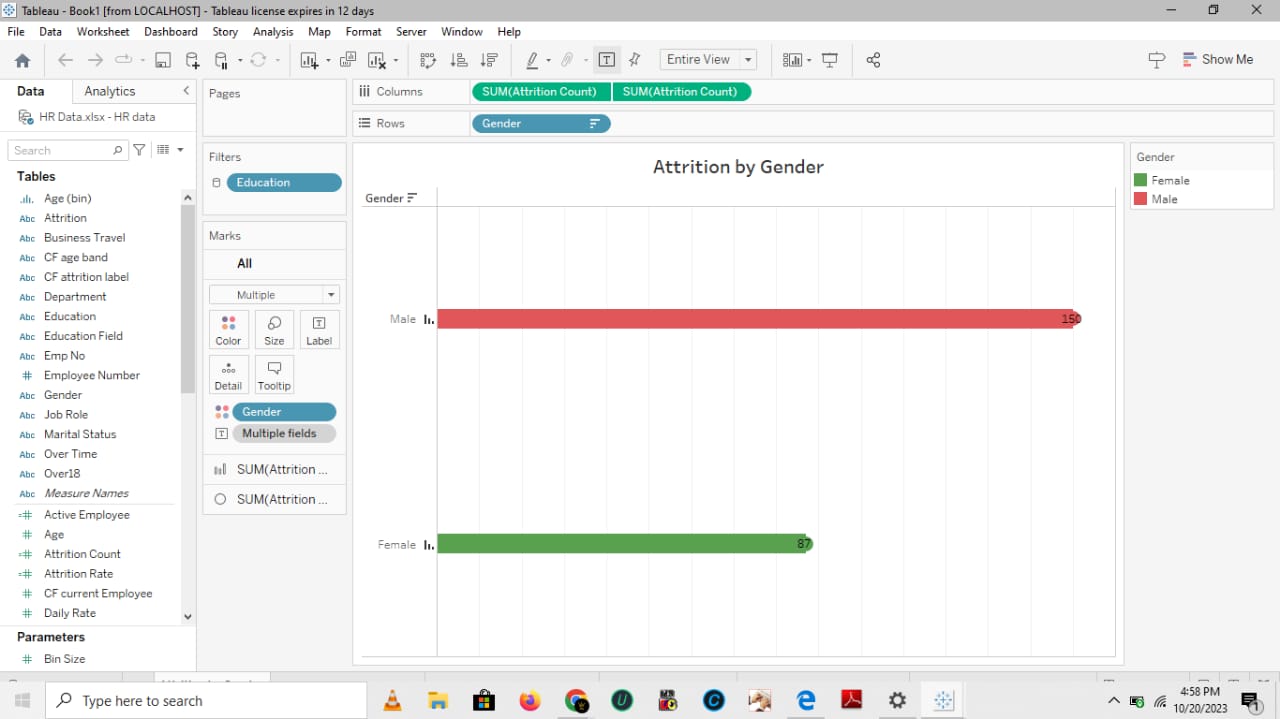 Tableau - Book1 [from LOCALHOST] - Tableau license expires in 12 days
File Data Worksheet Dashboard Story Analysis Map Format Server Window Help
Entire View
Show Me
Data Analytics
HR Data.xlsx - HR data
Search
Tables
Age (bin)
Abc Attrition
Abc Business Travel
Abc CF age band
Abc CF attrition label
Abc Department
Abc Education
Abc Education Field
Abc Emp No
# Employee Number
Abc Gender
Abc Job Role
Abc Marital Status
Abc Over Time
Abc Over18
Abc Measure Names
=# Active Employee
# Age
=# Attrition Count
=# Attrition Rate
# CF current Employee
# Daily Rate
Parameters
# Bin Size
Pages
Filters
Education
Marks
All
Multiple
Color Size Label
Detail Tooltip
Gender
Multiple fields
SUM(Attrition ...
SUM(Attrition ...
Columns SUM(Attrition Count) SUM(Attrition Count)
Rows Gender
Attrition by Gender
Gender
Male 150
Female 87
Gender
Female
Male
Type here to search
4:58 PM
10/20/2023
1